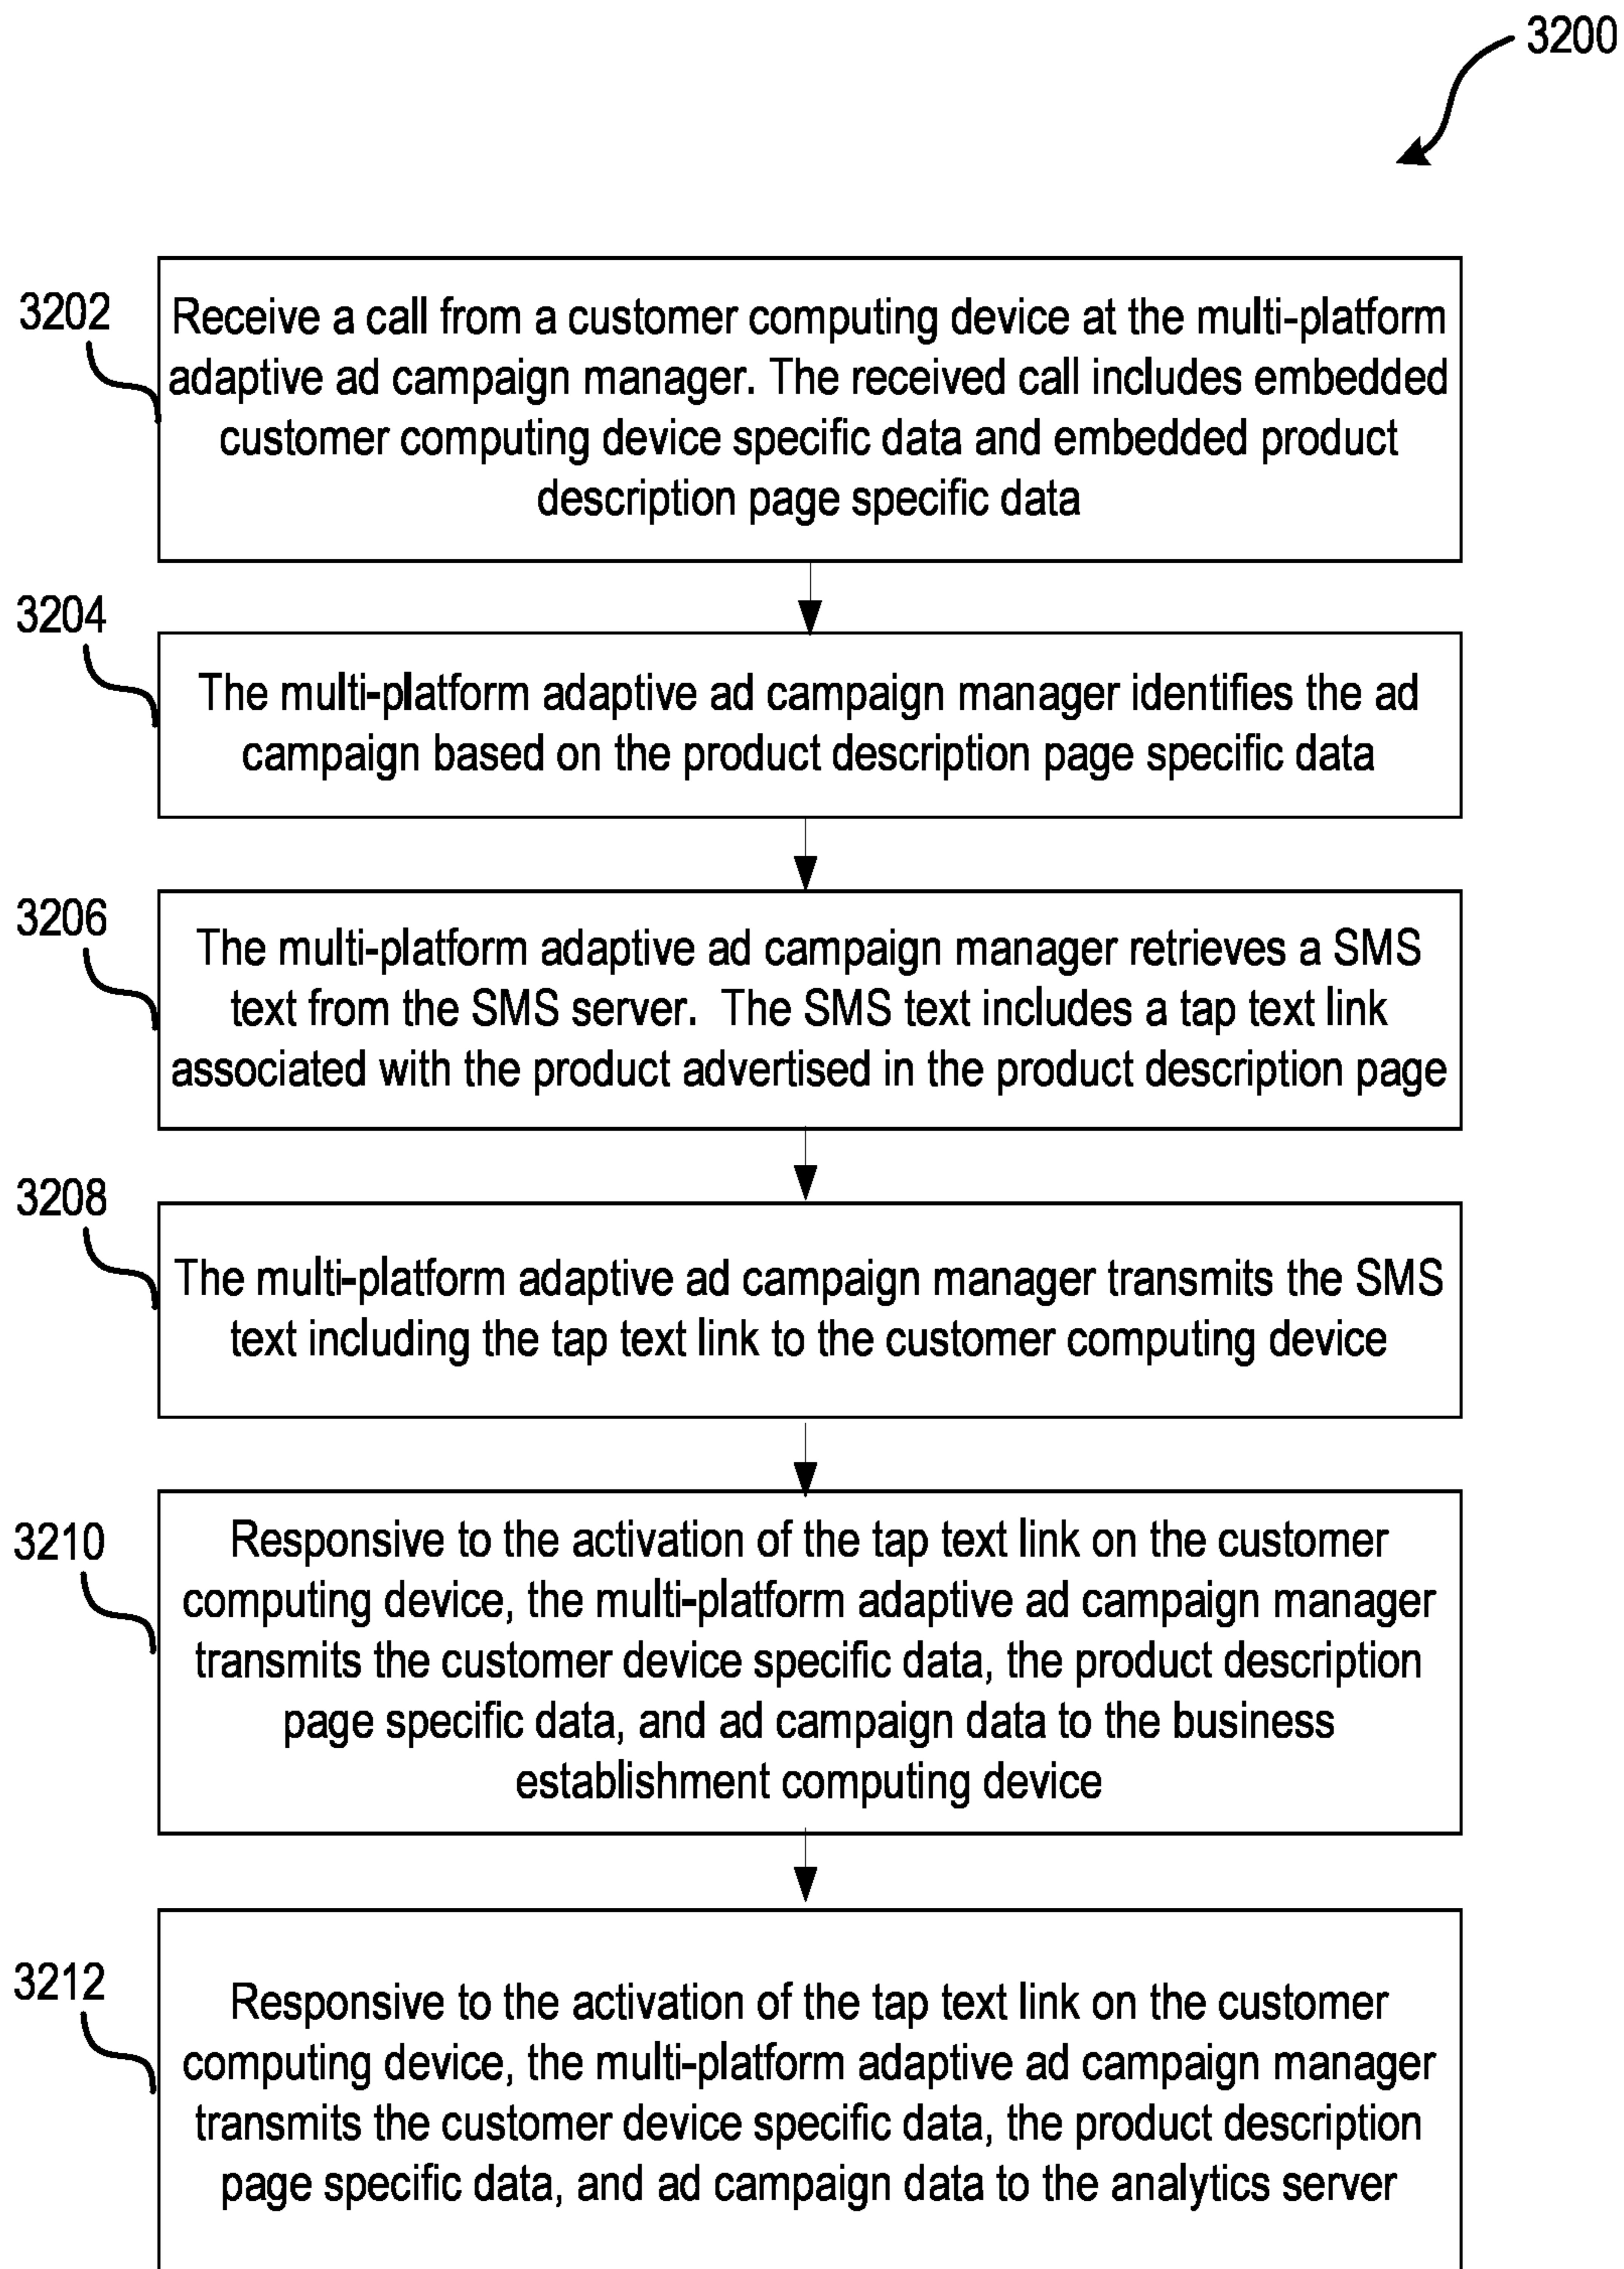 3200
3202
Receive a call from a customer computing device at the multi-platform
adaptive ad campaign manager. The received call includes embedded
customer computing device specific data and embedded product
description page specific data
3204
The multi-platform adaptive ad campaign manager identifies the ad
campaign based on the product description page specific data
3206
The multi-platform adaptive ad campaign manager retrieves a SMS
text from the SMS server. The SMS text includes a tap text link
associated with the product advertised in the product description page
3208
The multi-platform adaptive ad campaign manager transmits the SMS
text including the tap text link to the customer computing device
3210
Responsive to the activation of the tap text link on the customer
computing device, the multi-platform adaptive ad campaign manager
transmits the customer device specific data, the product description
page specific data, and ad campaign data to the business
establishment computing device
3212
Responsive to the activation of the tap text link on the customer
computing device, the multi-platform adaptive ad campaign manager
transmits the customer device specific data, the product description
page specific data, and ad campaign data to the analytics server